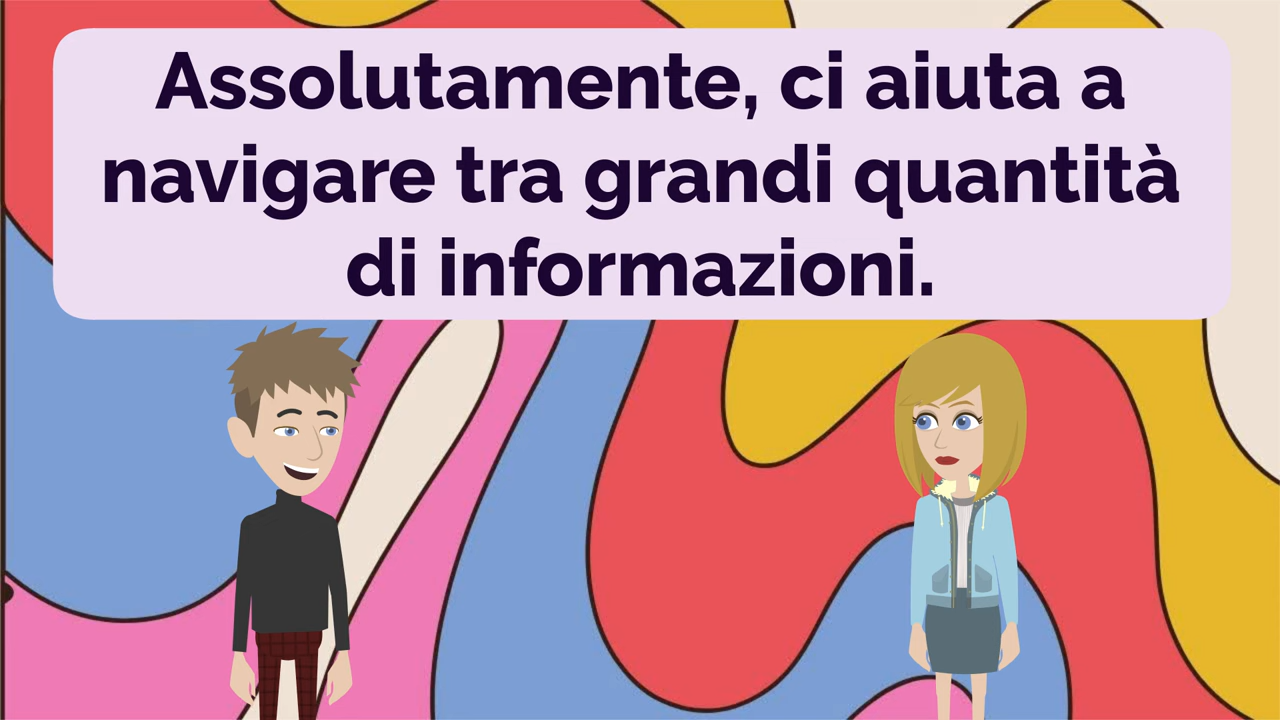 Assolutamente, ci aiuta a
navigare tra grandi quantità
di informazioni.